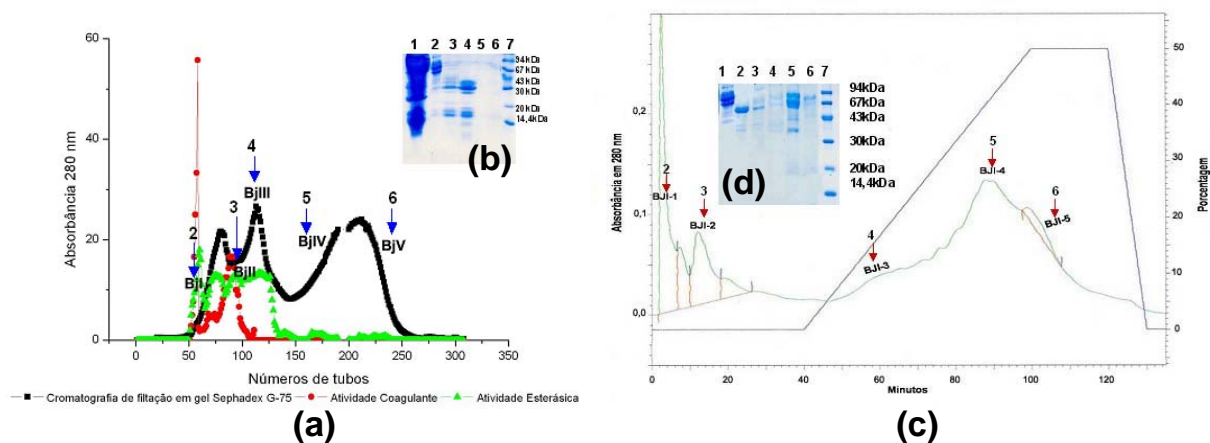 Absorbância 280 nm
60
40
20
0
0 50 100 150 200 250 300 350
Números de tubos
2
BjI
3
BjII
4
BjIII
5
BjIV
6
BjV
1 2 3 4 5 6 7
94kDa
67 kDa
43 kDa
30 kDa
20 kDa
14,4kDa
(b)
Cromatografia de filtação em gel Sephadex G-75 Atividade Coagulante Atividade Esterásica
(a)
Absorbância em 280 nm
0,2
0,1
0,0
0 20 40 60 80 100 120
Minutos
Porcentagem
50
40
30
20
10
0
2
BJI-1
3
BJI-2
4
BJI-3
5
BJI-4
6
BJI-5
1 2 3 4 5 6 7
94kDa
67kDa
43kDa
30kDa
20kDa
14,4kDa
(d)
(c)